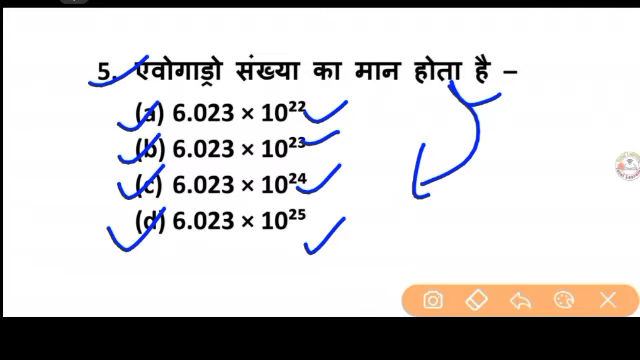 5. एवोगाड्रो संख्या का मान होता है –
(a) 6.023 × 10²²
(b) 6.023 × 10²³
(c) 6.023 × 10²⁴
(d) 6.023 × 10²⁵